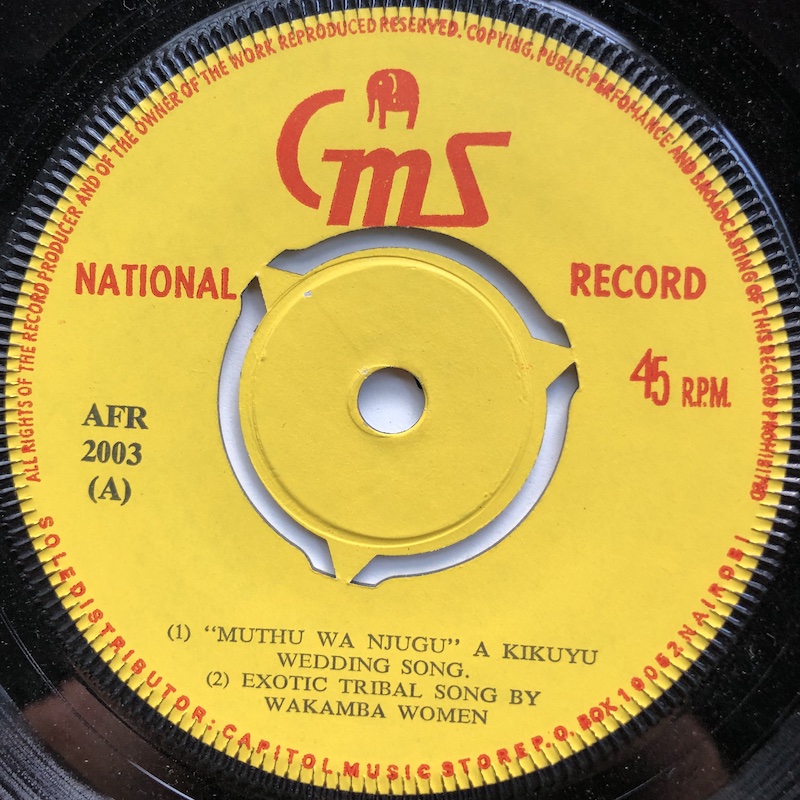 ALL RIGHTS OF THE RECORD PRODUCER AND OF THE OWNER OF THE WORK REPRODUCED RESERVED. COPYING, PUBLIC PERFOMANCE AND BROADCASTING OF THIS RECORD PROHIBITED
CMS
NATIONAL RECORD
45 R.P.M.
AFR
2003
(A)
(1) "MUTHU WA NJUGU" A KIKUYU
WEDDING SONG.
(2) EXOTIC TRIBAL SONG BY
WAKAMBA WOMEN
SOLE DISTRIBUTOR: CAPITOL MUSIC STORE P.O. BOX 19052 NAIROBI